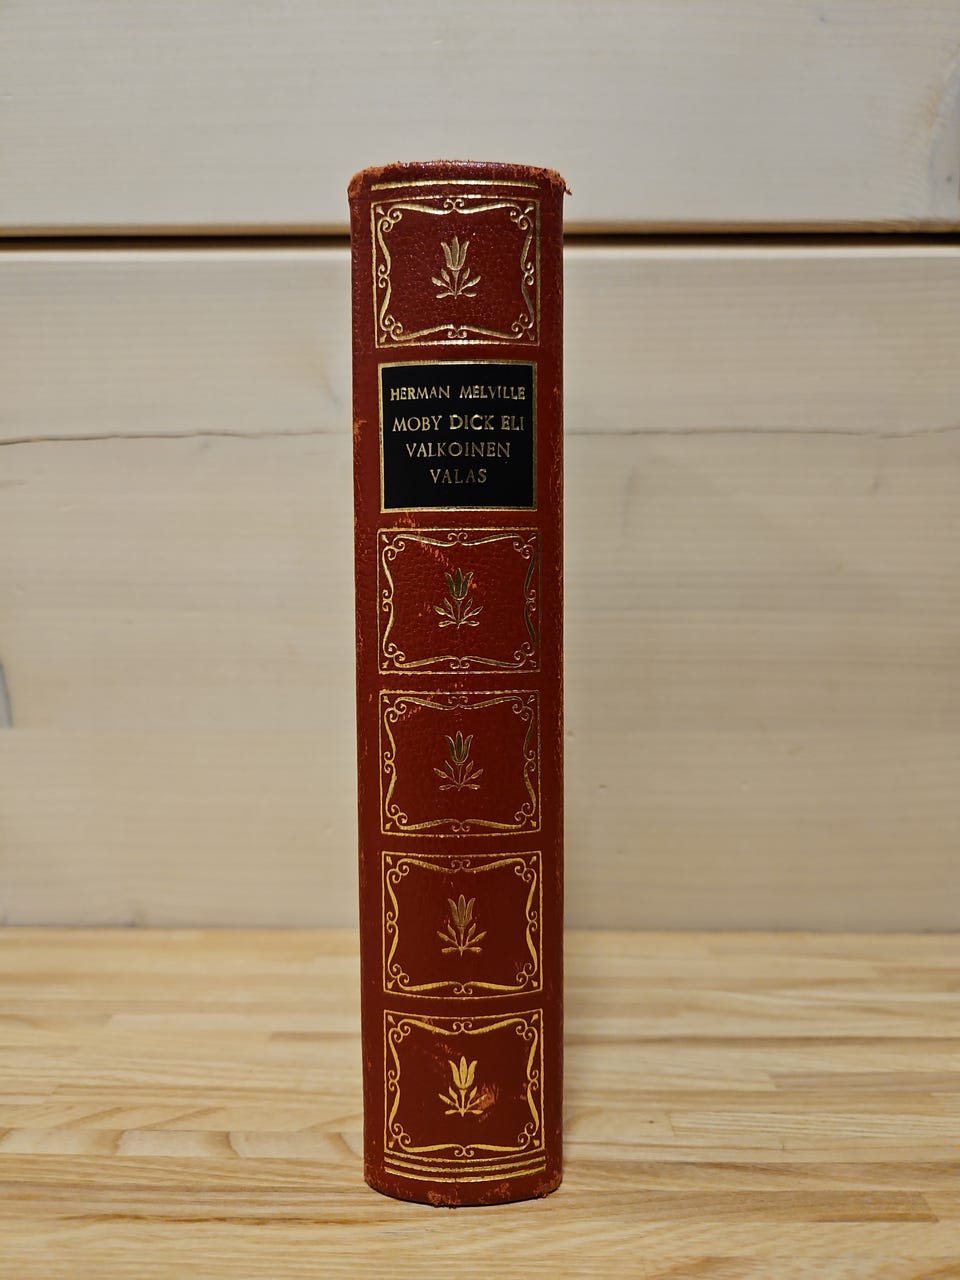 HERMAN MELVILLE
MOBY DICK ELI
VALKOINEN
VALAS